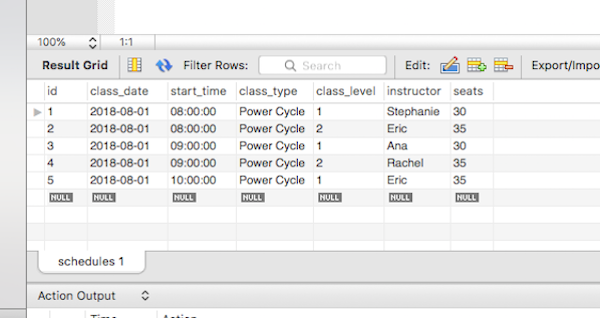 100% 1:1
Result Grid Filter Rows: Search Edit: Export/Impo
id class_date start_time class_type class_level instructor seats
1 2018-08-01 08:00:00 Power Cycle 1 Stephanie 30
2 2018-08-01 08:00:00 Power Cycle 2 Eric 35
3 2018-08-01 09:00:00 Power Cycle 1 Ana 30
4 2018-08-01 09:00:00 Power Cycle 2 Rachel 35
5 2018-08-01 10:00:00 Power Cycle 1 Eric 35
NULL NULL NULL NULL NULL NULL NULL
schedules 1
Action Output
Time Action